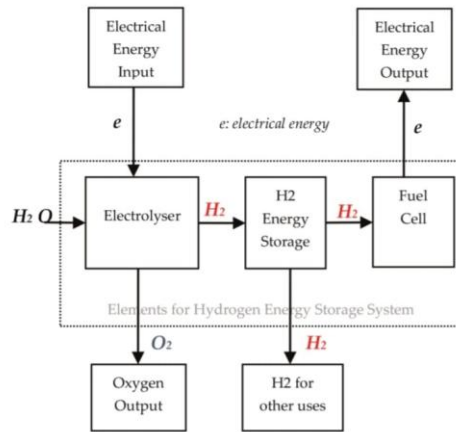 Electrical
Energy
Input
Electrical
Energy
Output
e
e: electrical energy
e
H2 O
Electrolyser
H2
H2
Energy
Storage
H2
Fuel
Cell
Elements for Hydrogen Energy Storage System
O2
H2
Oxygen
Output
H2 for
other uses